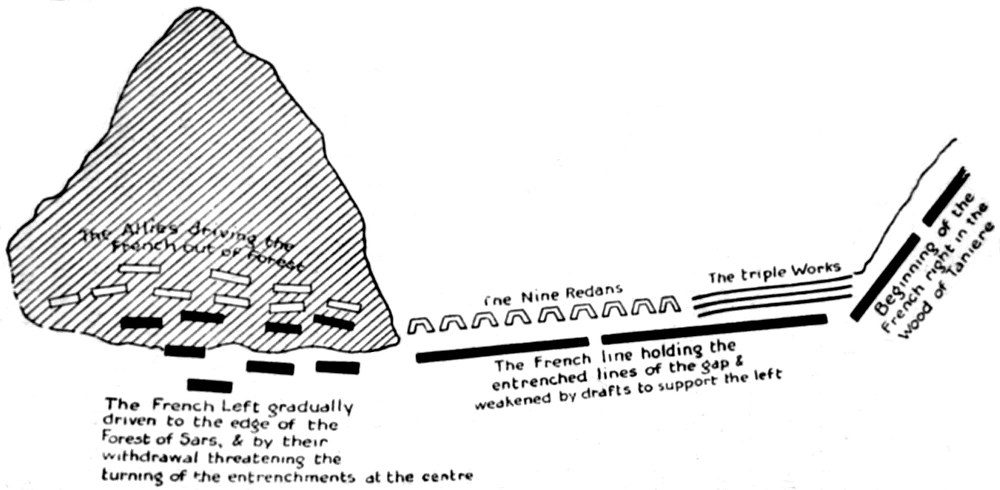 The Allies driving the
French out of Forest
The Nine Redans
The Triple Works
Beginning of the
French right in the
Wood of Taniere
The French line holding the
entrenched lines of the gap &
weakened by drafts to support the left
The French Left gradually
driven to the edge of the
Forest of Sars, & by their
withdrawal threatening the
turning of the entrenchments at the centre